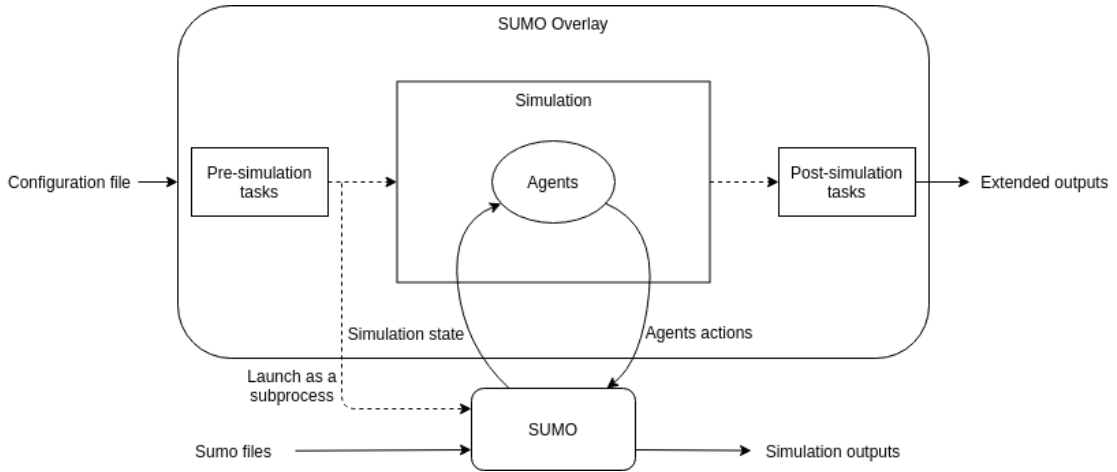 SUMO Overlay
Simulation
Agents
Configuration file
Pre-simulation
tasks
Post-simulation
tasks
Extended outputs
Simulation state
Agents actions
Launch as a
subprocess
SUMO
Sumo files
Simulation outputs